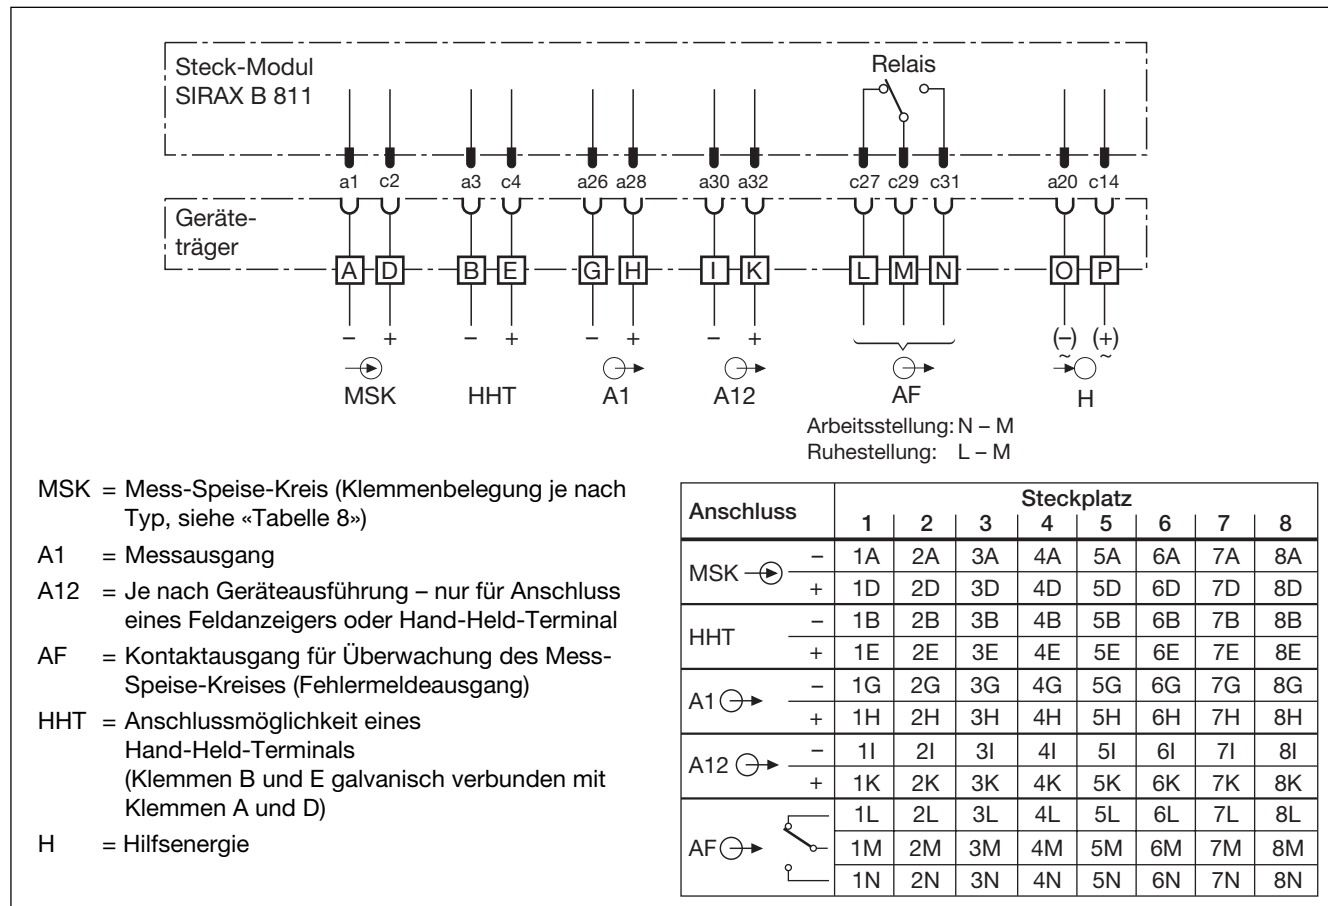 Steck-Modul
SIRAX B 811
Relais
a1 c2 a3 c4 a26 a28 a30 a32 c27 c29 c31 a20 c14
Geräte-
träger
A D B E G H I K L M N O P
– + – + – + – + (–) (+)
~ ~
MSK HHT A1 A12 AF H
Arbeitsstellung: N – M
Ruhestellung: L – M
MSK = Mess-Speise-Kreis (Klemmenbelegung je nach
Typ, siehe «Tabelle 8»)
A1 = Messausgang
A12 = Je nach Geräteausführung – nur für Anschluss
eines Feldanzeigers oder Hand-Held-Terminal
AF = Kontaktausgang für Überwachung des Mess-
Speise-Kreises (Fehlermeldeausgang)
HHT = Anschlussmöglichkeit eines
Hand-Held-Terminals
(Klemmen B und E galvanisch verbunden mit
Klemmen A und D)
H = Hilfsenergie
Anschluss Steckplatz
1 2 3 4 5 6 7 8
MSK – 1A 2A 3A 4A 5A 6A 7A 8A
+ 1D 2D 3D 4D 5D 6D 7D 8D
HHT – 1B 2B 3B 4B 5B 6B 7B 8B
+ 1E 2E 3E 4E 5E 6E 7E 8E
A1 – 1G 2G 3G 4G 5G 6G 7G 8G
+ 1H 2H 3H 4H 5H 6H 7H 8H
A12 – 1I 2I 3I 4I 5I 6I 7I 8I
+ 1K 2K 3K 4K 5K 6K 7K 8K
1L 2L 3L 4L 5L 6L 7L 8L
AF 1M 2M 3M 4M 5M 6M 7M 8M
1N 2N 3N 4N 5N 6N 7N 8N